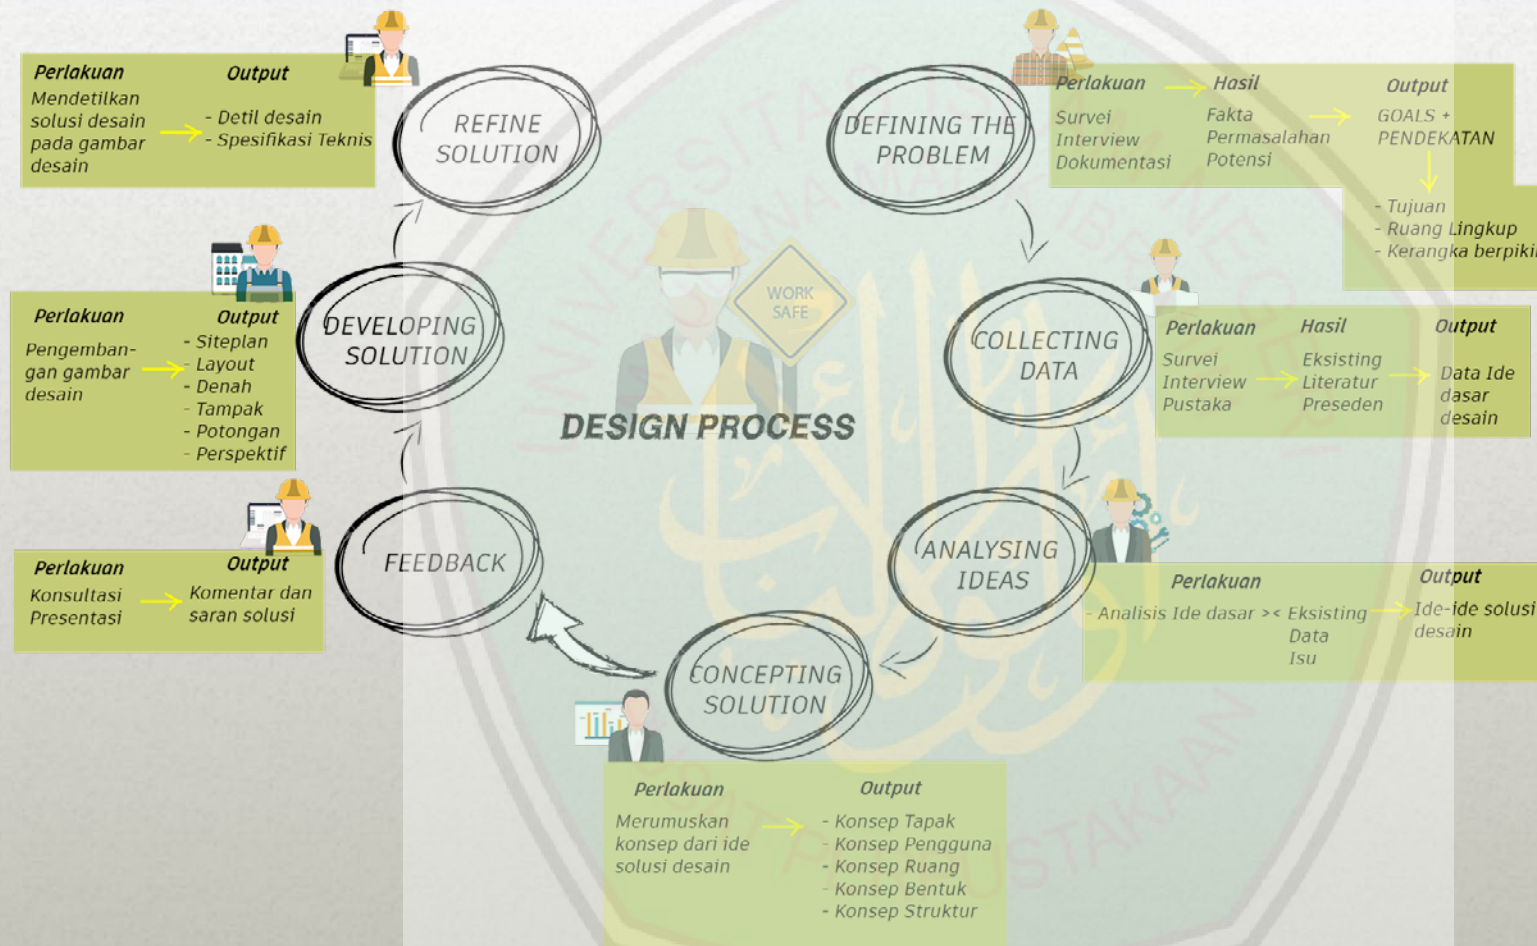 Perlakuan
Mendetilkan
solusi desain
pada gambar
desain
Output
- Detil desain
- Spesifikasi Teknis
REFINE
SOLUTION
DEFINING THE
PROBLEM
Perlakuan
Survei
Interview
Dokumentasi
Hasil
Fakta
Permasalahan
Potensi
Output
GOALS +
PENDEKATAN
- Tujuan
- Ruang Lingkup
- Kerangka berpikir
Perlakuan
Pengemban-
gan gambar
desain
Output
- Siteplan
- Layout
- Denah
- Tampak
- Potongan
- Perspektif
DEVELOPING
SOLUTION
WORK
SAFE
DESIGN PROCESS
COLLECTING
DATA
Perlakuan
Survei
Interview
Pustaka
Hasil
Eksisting
Literatur
Preseden
Output
Data Ide
dasar
desain
Perlakuan
Konsultasi
Presentasi
Output
Komentar dan
saran solusi
FEEDBACK
ANALYSING
IDEAS
Perlakuan
- Analisis Ide dasar >< Eksisting
Data
Isu
Output
Ide-ide solusi
desain
CONCEPTING
SOLUTION
Perlakuan
Merumuskan
konsep dari ide
solusi desain
Output
- Konsep Tapak
- Konsep Pengguna
- Konsep Ruang
- Konsep Bentuk
- Konsep Struktur